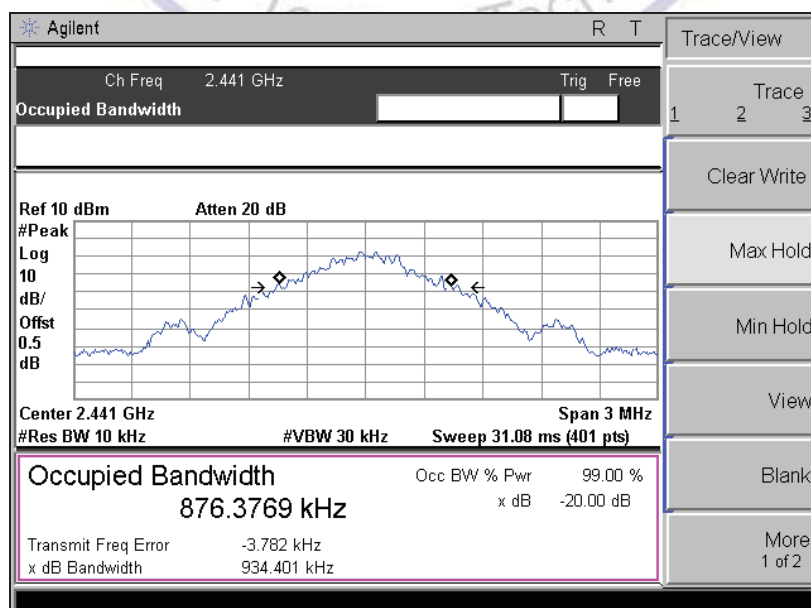 Agilent R T
Ch Freq 2.441 GHz Trig Free
Occupied Bandwidth
Ref 10 dBm Atten 20 dB
#Peak
Log
10
dB/
Offst
0.5
dB
Center 2.441 GHz Span 3 MHz
#Res BW 10 kHz #VBW 30 kHz Sweep 31.08 ms (401 pts)
Occupied Bandwidth
876.3769 kHz
Occ BW % Pwr 99.00 %
x dB -20.00 dB
Transmit Freq Error -3.782 kHz
x dB Bandwidth 934.401 kHz
Trace/View
Trace
1 2 3
Clear Write
Max Hold
Min Hold
View
Blank
More
1 of 2